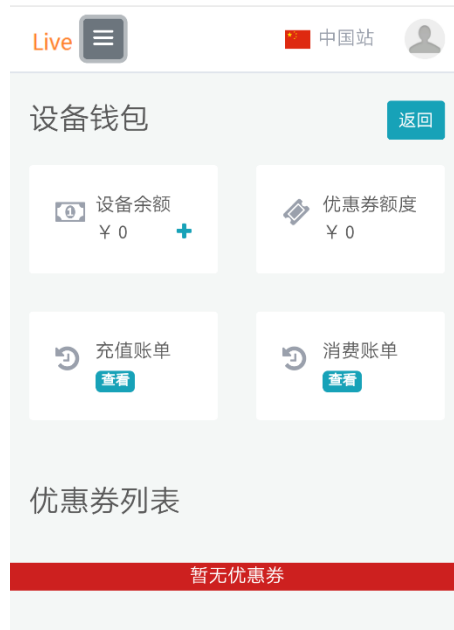 Live 中国站
设备钱包 返回
设备余额
¥ 0
优惠券额度
¥ 0
充值账单
查看
消费账单
查看
优惠券列表
暂无优惠券